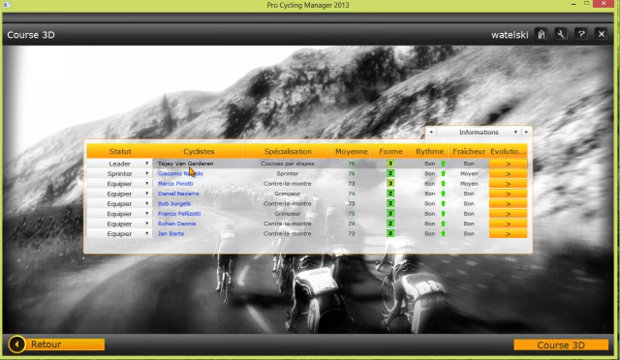 Pro Cycling Manager 2013
Course 3D watelski ?
Informations
Statut Cyclistes Spécialisation Moyenne Forme Rythme Fraîcheur Evolutio...
Leader Tejay Van Garderen Courses par étapes 76 3 Bon Bon >
Sprinter Giacomo 76 2 Bon Moyen >
Equipier Marco Pinotti Contre-la-montre 73 3 Bon Moyen >
Equipier Daniel Navarro Grimpeur 74 2 Bon Bon >
Equipier Bob Jungels Contre-la-montre 73 2 Bon Bon >
Equipier Franco Pellizotti Grimpeur 75 2 Bon Bon >
Equipier Rohan Dennis Contre-la-montre 74 2 Bon Bon >
Equipier Jan Barta Contre-la-montre 73 2 Bon Bon >
Retour Course 3D